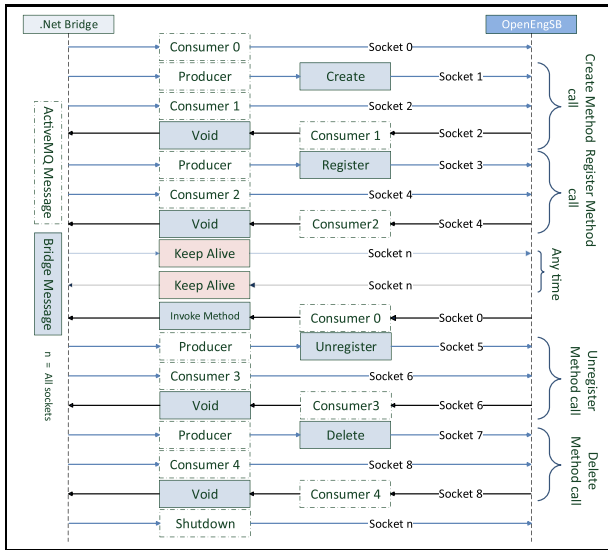 .Net Bridge
OpenEngSB
Consumer 0 Socket 0
Producer Create Socket 1
Consumer 1 Socket 2
Void Consumer 1 Socket 2
Create Method call
Producer Register Socket 3
Consumer 2 Socket 4
Void Consumer2 Socket 4
Register Method call
ActiveMQ Message
Keep Alive Socket n
Keep Alive Socket n
Any time
Bridge Message
Invoke Method Consumer 0 Socket 0
Producer Unregister Socket 5
Consumer 3 Socket 6
Void Consumer3 Socket 6
Unregister Method call
n = All sockets
Producer Delete Socket 7
Consumer 4 Socket 8
Void Consumer 4 Socket 8
Delete Method call
Shutdown Socket n